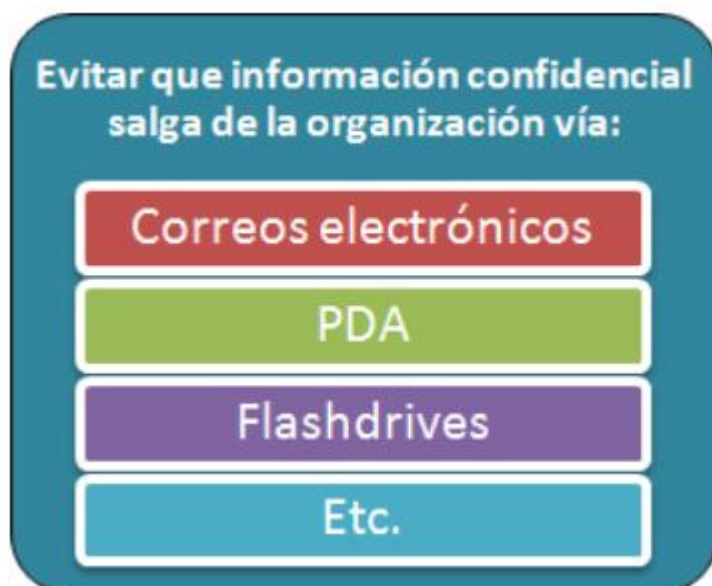 Evitar que información confidencial
salga de la organización vía:
Correos electrónicos
PDA
Flashdrives
Etc.